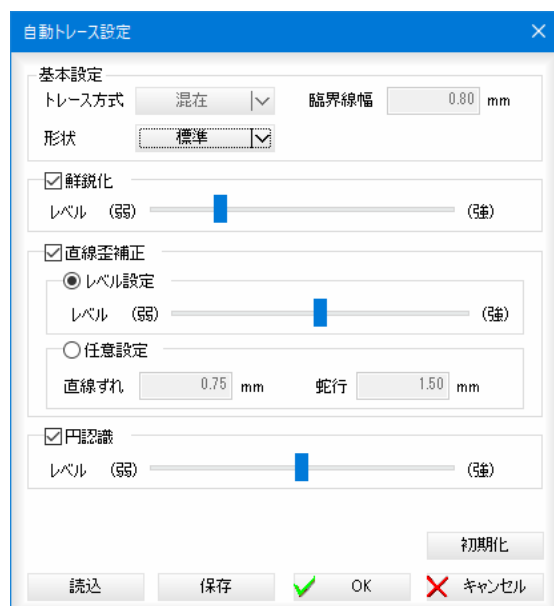 自動トレース設定
基本設定
トレース方式 混在 臨界線幅 0.80 mm
形状 標準
鮮鋭化
レベル (弱) (強)
直線歪補正
レベル設定
レベル (弱) (強)
任意設定
直線ずれ 0.75 mm 蛇行 1.50 mm
円認識
レベル (弱) (強)
初期化
読込 保存 OK キャンセル